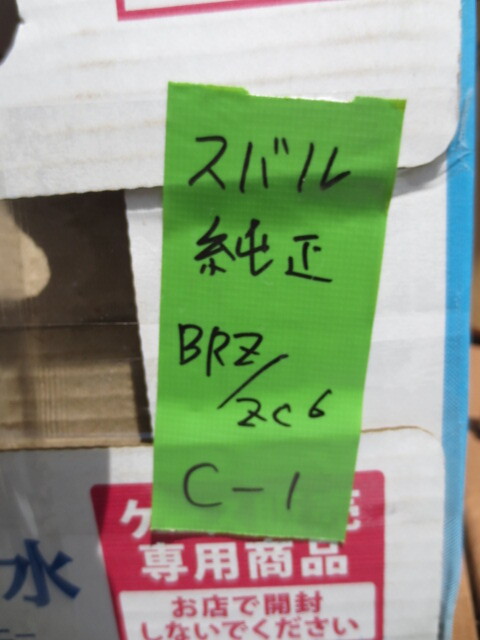 スバル
純正
BRZ/
ZC6
C-1
水
専用商品
お店で開封
しないでください